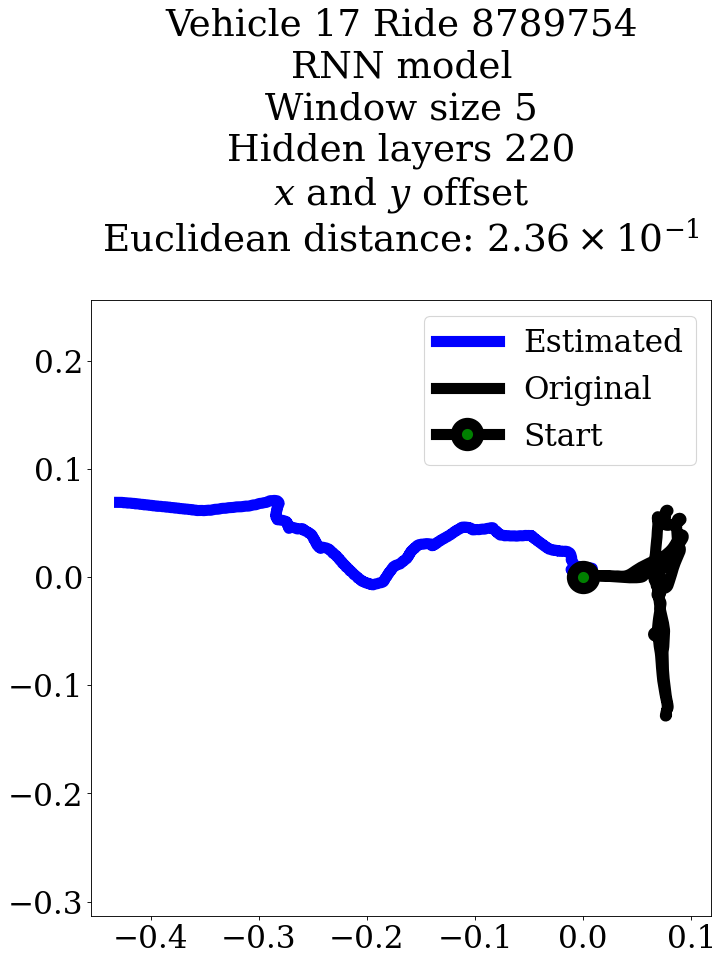 Vehicle 17 Ride 8789754
RNN model
Window size 5
Hidden layers 220
x and y offset
Euclidean distance: 2.36 × 10⁻¹
Estimated
Original
Start
0.2
0.1
0.0
−0.1
−0.2
−0.3
−0.4 −0.3 −0.2 −0.1 0.0 0.1